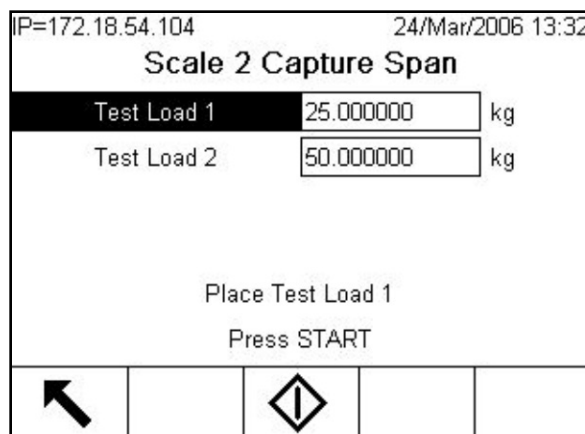 IP=172.18.54.104 24/Mar/2006 13:32
Scale 2 Capture Span
Test Load 1 25.000000 kg
Test Load 2 50.000000 kg
Place Test Load 1
Press START